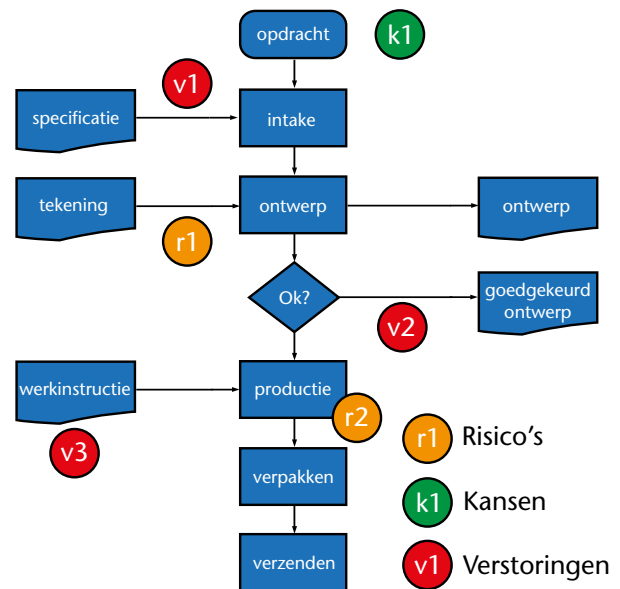 opdracht
k1
v1
specificatie
intake
tekening
ontwerp
ontwerp
r1
Ok?
goedgekeurd
ontwerp
v2
werkinstructie
productie
r2
v3
r1 Risico's
verpakken
k1 Kansen
verzenden
v1 Verstoringen